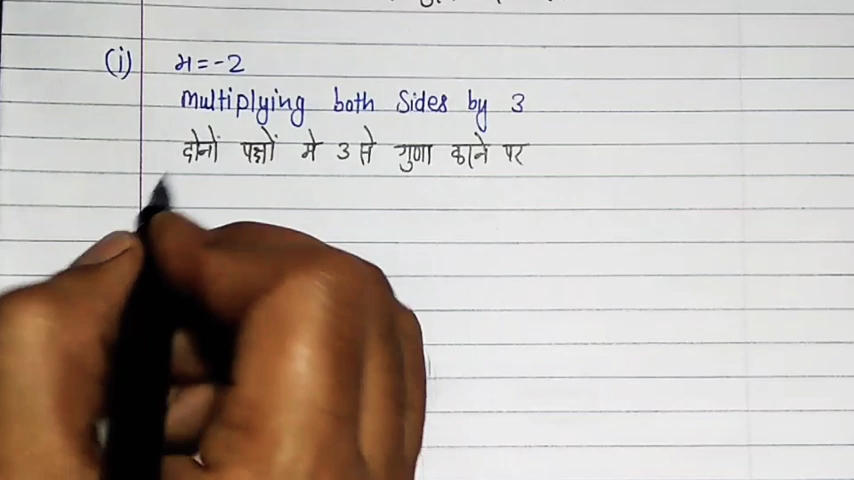 (i) x = -2
Multiplying both Sides by 3
दोनों पक्षों मे 3 से गुणा करने पर